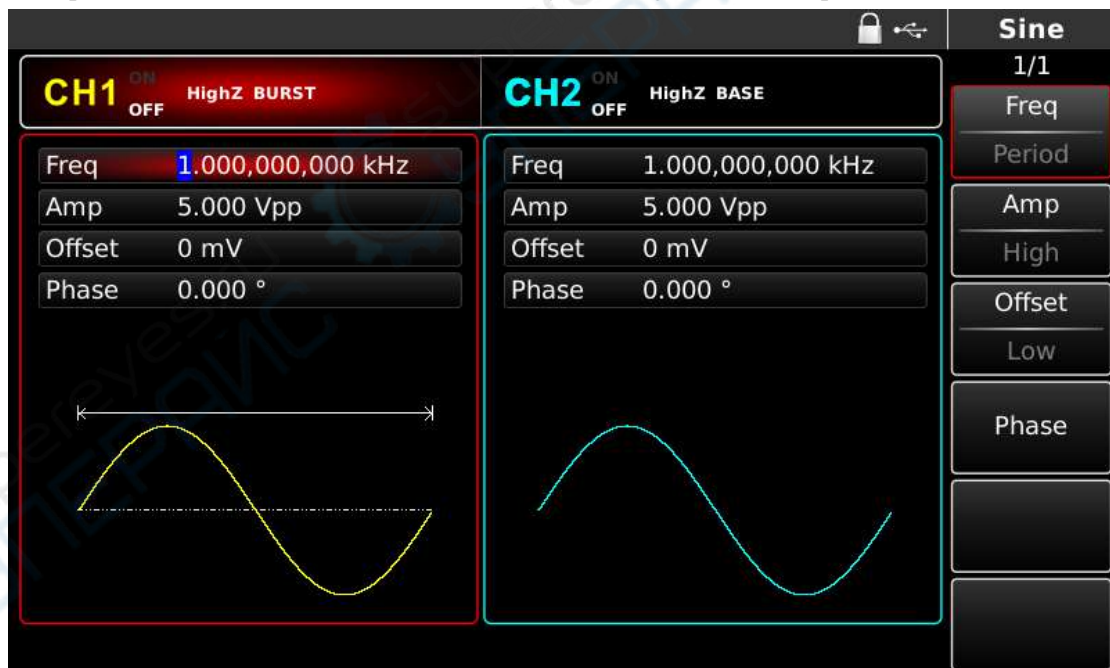 Sine
1/1
CH1 ON OFF HighZ BURST
CH2 ON OFF HighZ BASE
Freq 1.000,000,000 kHz
Amp 5.000 Vpp
Offset 0 mV
Phase 0.000 °
Freq 1.000,000,000 kHz
Amp 5.000 Vpp
Offset 0 mV
Phase 0.000 °
Freq
Period
Amp
High
Offset
Low
Phase